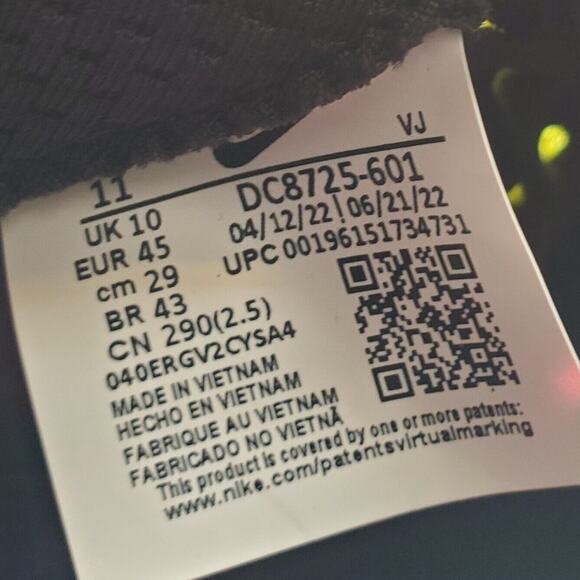 VJ
11
DC8725-601
UK 10
04/12/22 | 06/21/22
EUR 45
UPC 00196151734731
cm 29
BR 43
CN 290(2.5)
040ERGV2CYSA4
MADE IN VIETNAM
HECHO EN VIETNAM
FABRIQUE AU VIETNAM
FABRICADO NO VIETNÃ
This product is covered by one or more patents:
www.nike.com/patentsvirtualmarking